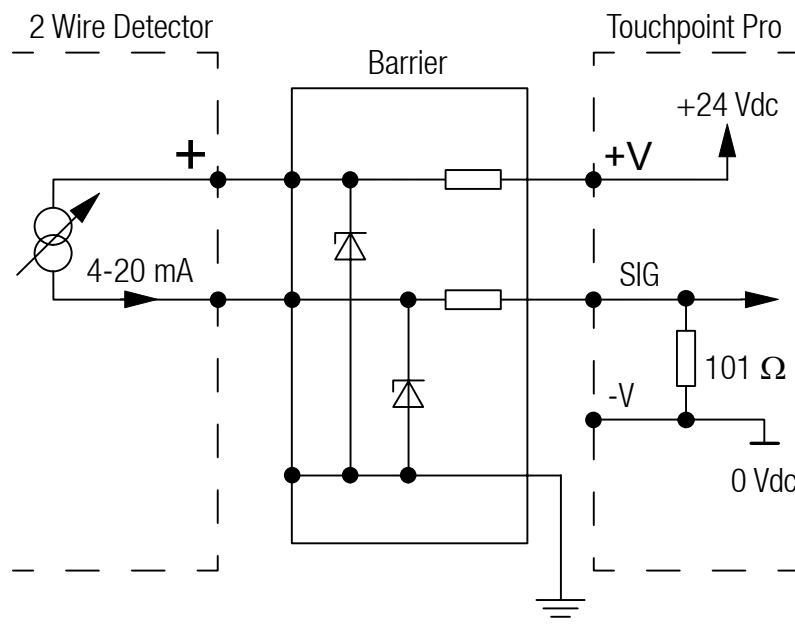 2 Wire Detector
Touchpoint Pro
Barrier
+24 Vdc
+
+V
4-20 mA
SIG
101 Ω
-V
0 Vdc